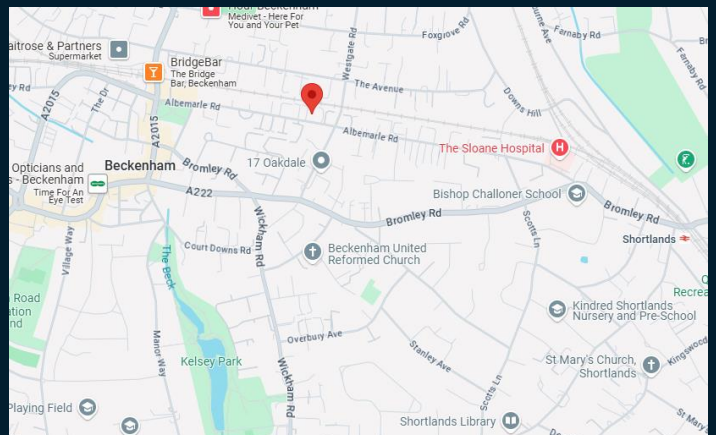 Medivet - Here For
You and Your Pet
Foxgrove Rd
Farnaby Rd
Farnaby Rd
Westgate Rd
aitrose & Partners
Supermarket
BridgeBar
The Bridge
Bar, Beckenham
The Avenue
Downs Hill
ey Rd
A2015
The Dr
A2015
Albemarle Rd
Albemarle Rd
The Sloane Hospital
H
Opticians and
s - Beckenham
Time For An
Eye Test
Beckenham
Bromley Rd
17 Oakdale
A222
Bishop Challoner School
Bromley Rd
Bromley Rd
Scotts Ln
Shortlands
Village Way
The Beck
Court Downs Rd
Wickham Rd
Beckenham United
Reformed Church
Road
ation
nd
Recrea
Kindred Shortlands
Nursery and Pre-School
Overbury Ave
Manor Way
Kelsey Park
Wickham Rd
Stanley Ave
Scotts Ln
St Mary's Church,
Shortlands
Kingswood
Playing Field
Shortlands Library
St Mary's